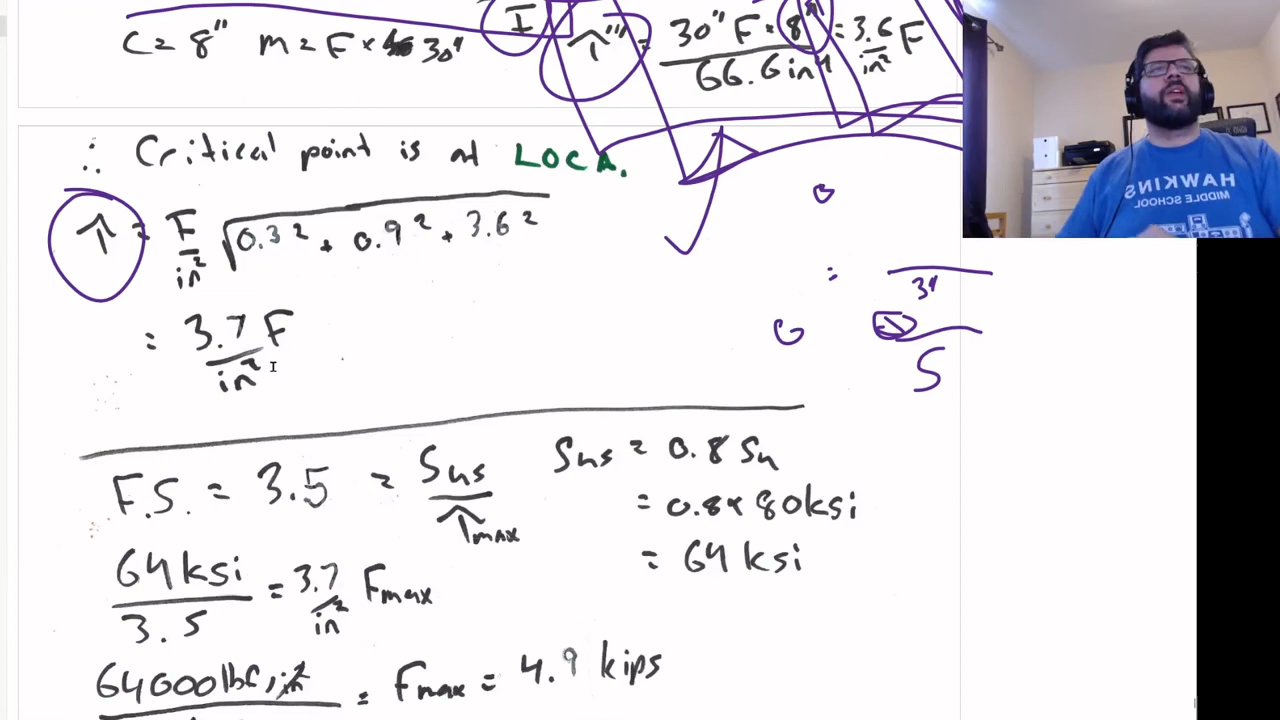 I
c = 8" m = F × 30"
τ''' = 30" F × 8" / 66.6 in⁴ = 3.6 / in² F
∴ Critical point is at LOC A.
τ = F / in² √ 0.3² + 0.9² + 3.6²
= 3.7 F / in²
= 3"
S
F.S. = 3.5 = Sus / τmax
Sus = 0.8 Su
= 0.8 × 80ksi
= 64 ksi
64 ksi / 3.5 = 3.7 / in² Fmax
64000 lbf, in² = Fmax = 4.9 kips
HAWKINS
MIDDLE SCHOOL